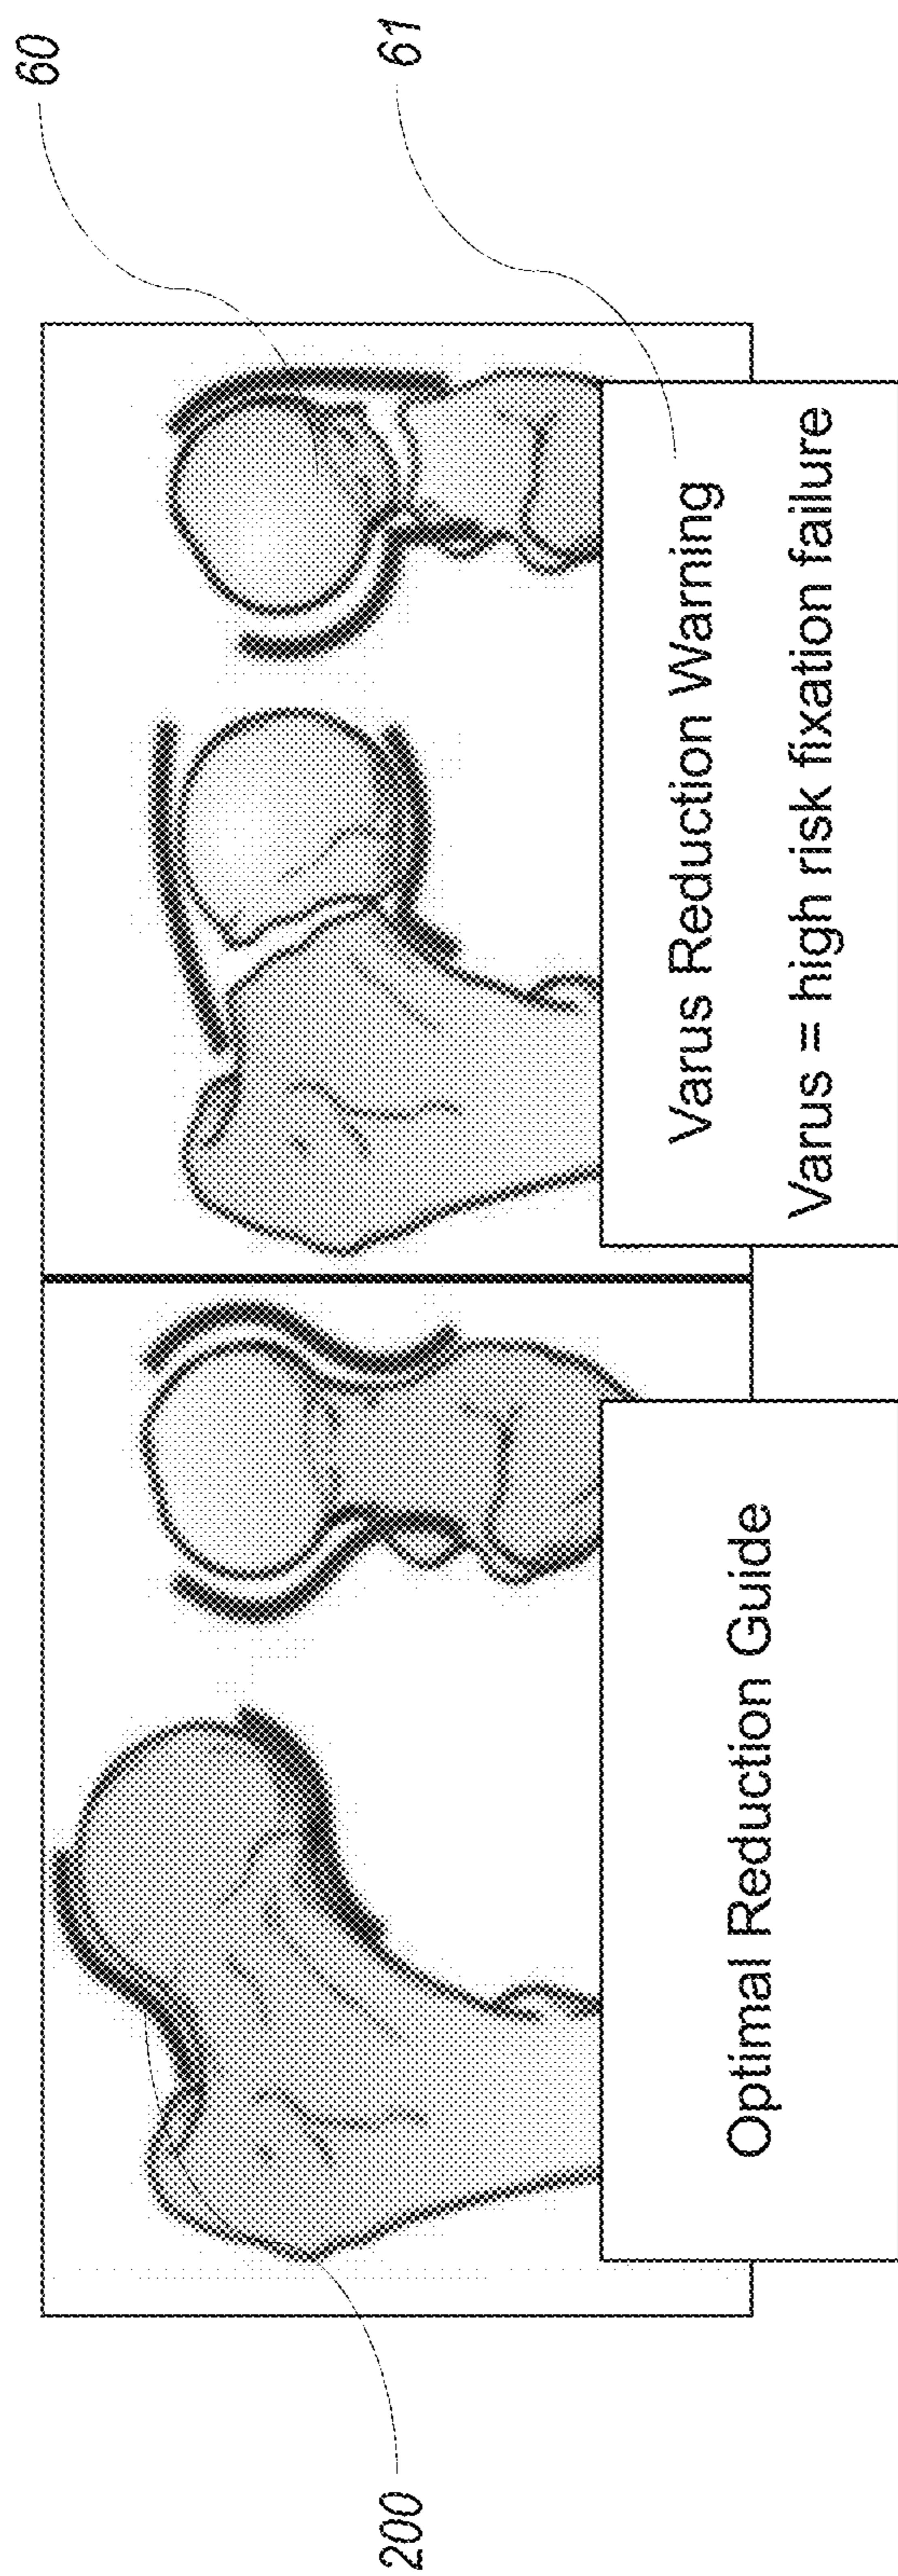 200
60
61
Optimal Reduction Guide
Varus Reduction Warning
Varus = high risk fixation failure